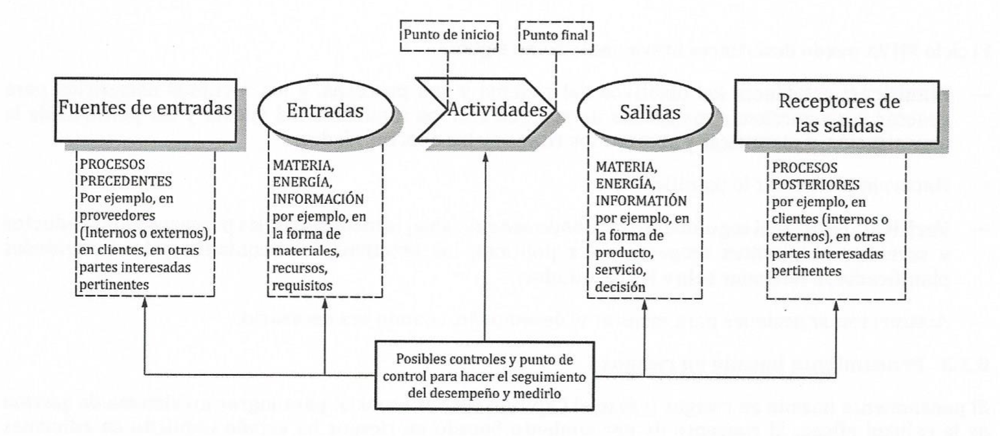 Punto de inicio
Punto final
Fuentes de entradas
Entradas
Actividades
Salidas
Receptores de
las salidas
PROCESOS
PRECEDENTES
Por ejemplo, en
proveedores
(Internos o externos),
en clientes, en otras
partes interesadas
pertinentes
MATERIA,
ENERGÍA,
INFORMACIÓN
por ejemplo, en
la forma de
materiales,
recursos,
requisitos
MATERIA,
ENERGÍA,
INFORMATIÓN
por ejemplo, en
la forma de
producto,
servicio,
decisión
PROCESOS
POSTERIORES
por ejemplo, en
clientes (internos o
externos), en otras
partes interesadas
pertinentes
Posibles controles y punto de
control para hacer el seguimiento
del desempeño y medirlo